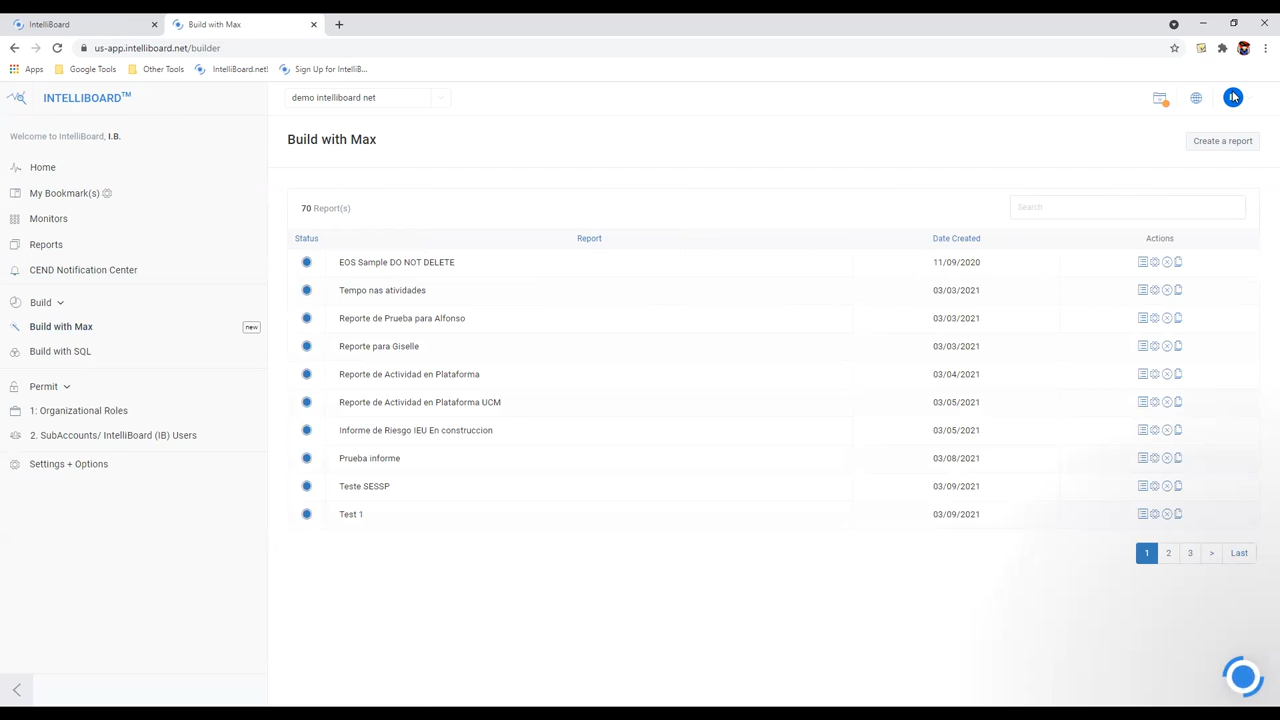 IntelliBoard
Build with Max
us-app.intelliboard.net/builder
Apps
Google Tools
Other Tools
IntelliBoard.net!
Sign Up for IntelliB...
INTELLIBOARD™
demo intelliboard net
Welcome to IntelliBoard, I.B.
Build with Max
Create a report
Home
My Bookmark(s)
Monitors
Reports
CEND Notification Center
Build
Build with Max
new
Build with SQL
Permit
1: Organizational Roles
2. SubAccounts/ IntelliBoard (IB) Users
Settings + Options
70 Report(s)
Search
Status Report Date Created Actions
EOS Sample DO NOT DELETE 11/09/2020
Tempo nas atividades 03/03/2021
Reporte de Prueba para Alfonso 03/03/2021
Reporte para Giselle 03/03/2021
Reporte de Actividad en Plataforma 03/04/2021
Reporte de Actividad en Plataforma UCM 03/05/2021
Informe de Riesgo IEU En construccion 03/05/2021
Prueba informe 03/08/2021
Teste SESSP 03/09/2021
Test 1 03/09/2021
1 2 3 > Last